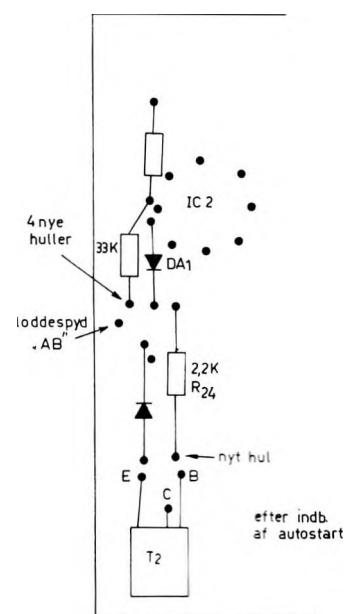 IC 2
4 nye
huller
33K
DA1
loddespyd
„AB"
2,2K
R24
nyt hul
E
B
C
T2
efter indb.
af autostart